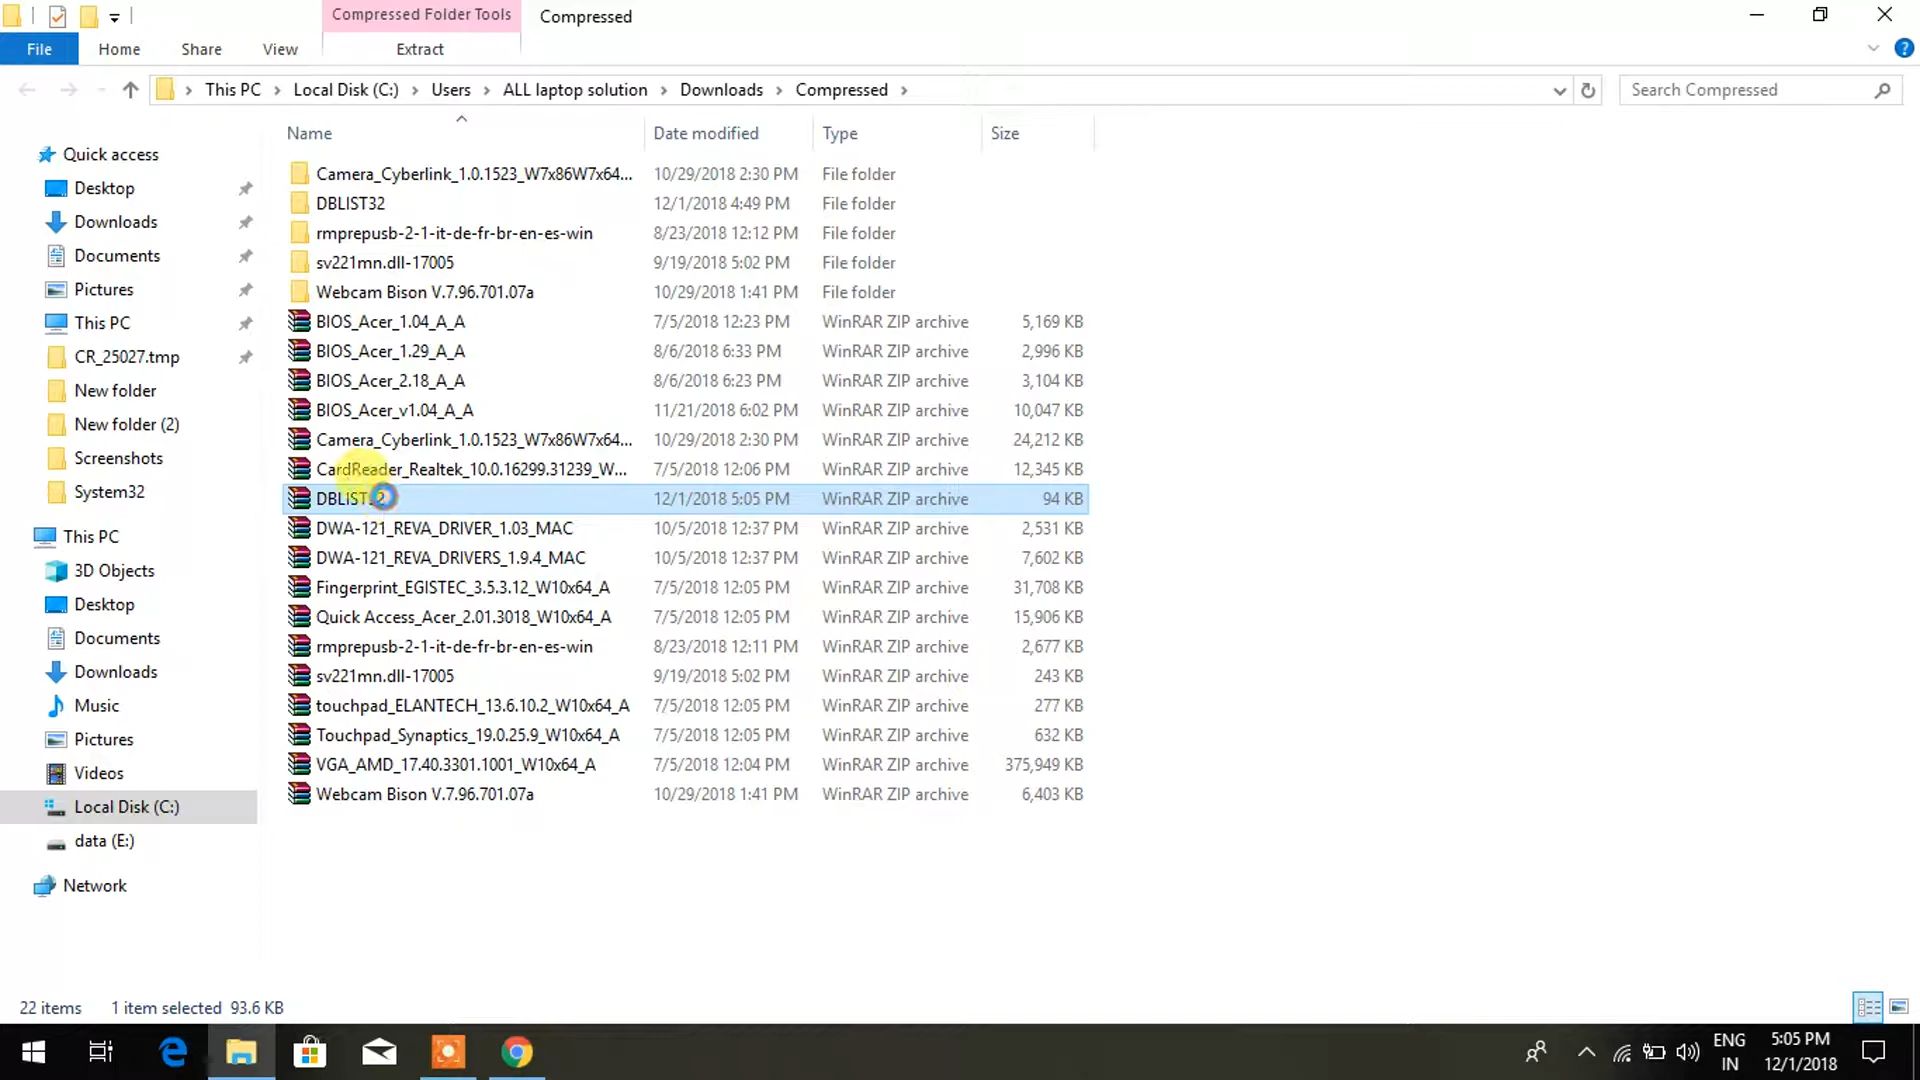 Compressed Folder Tools
Compressed
File
Home
Share
View
Extract
This PC
Local Disk (C:)
Users
ALL laptop solution
Downloads
Compressed
Search Compressed
Name
Date modified
Type
Size
Quick access
Desktop
Downloads
Documents
Pictures
This PC
CR_25027.tmp
New folder
New folder (2)
Screenshots
System32
This PC
3D Objects
Desktop
Documents
Downloads
Music
Pictures
Videos
Local Disk (C:)
data (E:)
Network
Camera_Cyberlink_1.0.1523_W7x86W7x64... 10/29/2018 2:30 PM File folder
DBLIST32 12/1/2018 4:49 PM File folder
rmprepusb-2-1-it-de-fr-br-en-es-win 8/23/2018 12:12 PM File folder
sv221mn.dll-17005 9/19/2018 5:02 PM File folder
Webcam Bison V.7.96.701.07a 10/29/2018 1:41 PM File folder
BIOS_Acer_1.04_A_A 7/5/2018 12:23 PM WinRAR ZIP archive 5,169 KB
BIOS_Acer_1.29_A_A 8/6/2018 6:33 PM WinRAR ZIP archive 2,996 KB
BIOS_Acer_2.18_A_A 8/6/2018 6:23 PM WinRAR ZIP archive 3,104 KB
BIOS_Acer_v1.04_A_A 11/21/2018 6:02 PM WinRAR ZIP archive 10,047 KB
Camera_Cyberlink_1.0.1523_W7x86W7x64... 10/29/2018 2:30 PM WinRAR ZIP archive 24,212 KB
CardReader_Realtek_10.0.16299.31239_W... 7/5/2018 12:06 PM WinRAR ZIP archive 12,345 KB
DBLIST32 12/1/2018 5:05 PM WinRAR ZIP archive 94 KB
DWA-121_REVA_DRIVER_1.03_MAC 10/5/2018 12:37 PM WinRAR ZIP archive 2,531 KB
DWA-121_REVA_DRIVERS_1.9.4_MAC 10/5/2018 12:37 PM WinRAR ZIP archive 7,602 KB
Fingerprint_EGISTEC_3.5.3.12_W10x64_A 7/5/2018 12:05 PM WinRAR ZIP archive 31,708 KB
Quick Access_Acer_2.01.3018_W10x64_A 7/5/2018 12:05 PM WinRAR ZIP archive 15,906 KB
rmprepusb-2-1-it-de-fr-br-en-es-win 8/23/2018 12:11 PM WinRAR ZIP archive 2,677 KB
sv221mn.dll-17005 9/19/2018 5:02 PM WinRAR ZIP archive 243 KB
touchpad_ELANTECH_13.6.10.2_W10x64_A 7/5/2018 12:05 PM WinRAR ZIP archive 277 KB
Touchpad_Synaptics_19.0.25.9_W10x64_A 7/5/2018 12:05 PM WinRAR ZIP archive 632 KB
VGA_AMD_17.40.3301.1001_W10x64_A 7/5/2018 12:04 PM WinRAR ZIP archive 375,949 KB
Webcam Bison V.7.96.701.07a 10/29/2018 1:41 PM WinRAR ZIP archive 6,403 KB
22 items 1 item selected 93.6 KB
ENG
IN
5:05 PM
12/1/2018